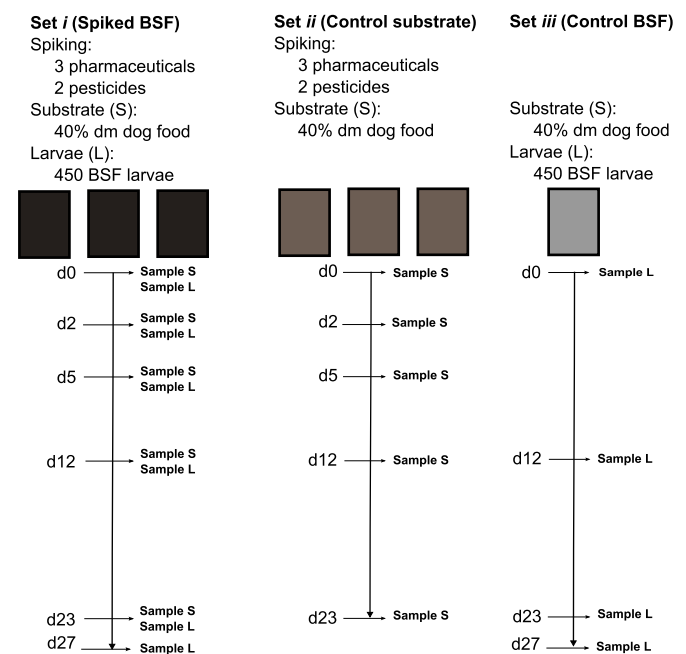 Set i (Spiked BSF)
Spiking:
3 pharmaceuticals
2 pesticides
Substrate (S):
40% dm dog food
Larvae (L):
450 BSF larvae
d0
Sample S
Sample L
d2
Sample S
Sample L
d5
Sample S
Sample L
d12
Sample S
Sample L
d23
Sample S
Sample L
d27
Sample L
Set ii (Control substrate)
Spiking:
3 pharmaceuticals
2 pesticides
Substrate (S):
40% dm dog food
d0
Sample S
d2
Sample S
d5
Sample S
d12
Sample S
d23
Sample S
Set iii (Control BSF)
Substrate (S):
40% dm dog food
Larvae (L):
450 BSF larvae
d0
Sample L
d12
Sample L
d23
Sample L
d27
Sample L